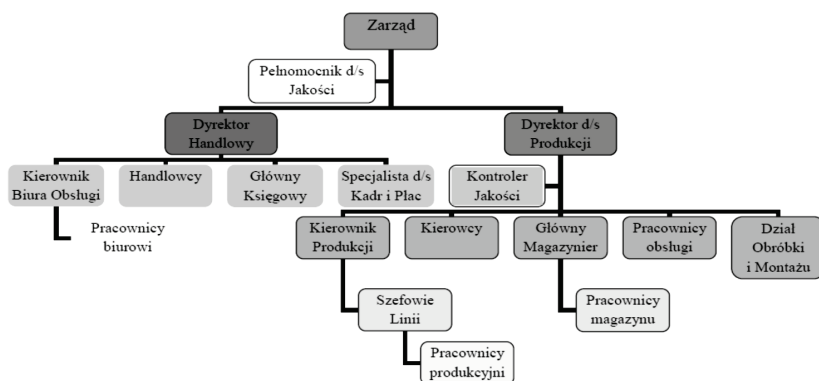 Zarząd
Pełnomocnik d/s
Jakości
Dyrektor
Handlowy
Dyrektor d/s
Produkcji
Kierownik
Biura Obsługi
Handlowcy
Główny
Księgowy
Specjalista d/s
Kadr i Płac
Kontroler
Jakości
Pracownicy
biurowi
Kierownik
Produkcji
Kierowcy
Główny
Magazynier
Pracownicy
obsługi
Dział
Obróbki
i Montażu
Szefowie
Linii
Pracownicy
magazynu
Pracownicy
produkcyjni